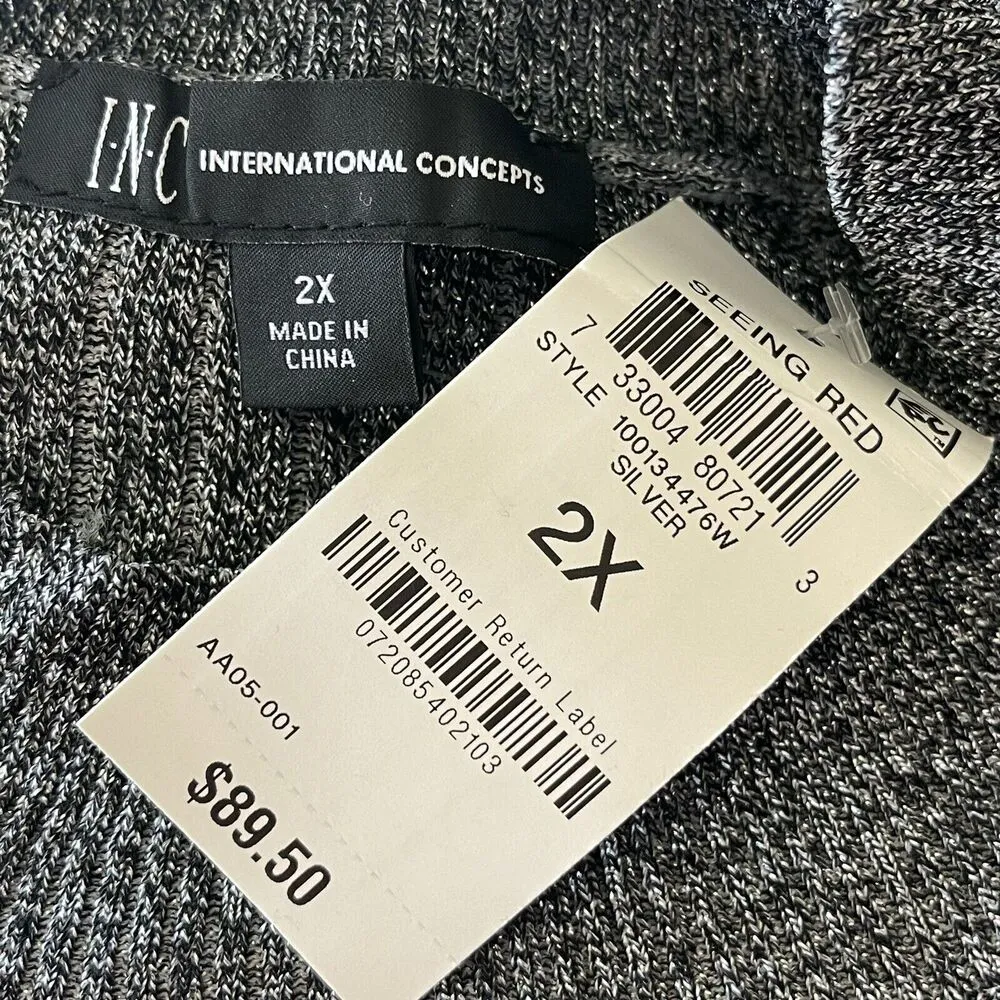 I·N·C INTERNATIONAL CONCEPTS
2X
MADE IN
CHINA
SEEING RED
7 33004 80721 3
STYLE 100134476W
SILVER
2X
Customer Return Label
072085402103
AA05-001
$89.50